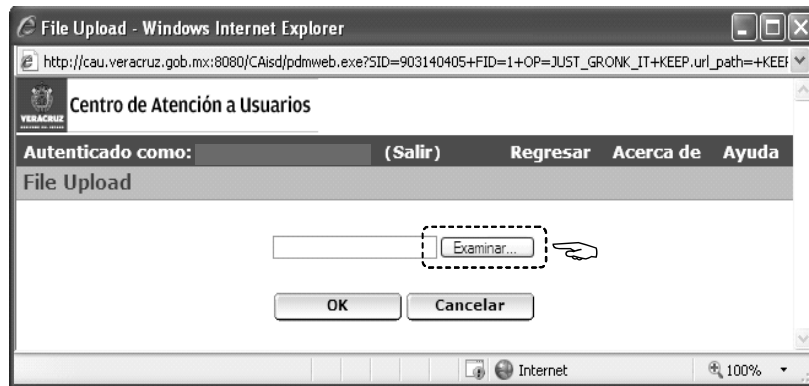 File Upload - Windows Internet Explorer
http://cau.veracruz.gob.mx:8080/CAisd/pdmweb.exe?SID=903140405+FID=1+OP=JUST_GRONK_IT+KEEP.url_path=+KEEF
VERACRUZ
Centro de Atención a Usuarios
Autenticado como: (Salir) Regresar Acerca de Ayuda
File Upload
Examinar...
OK Cancelar
Internet 100%